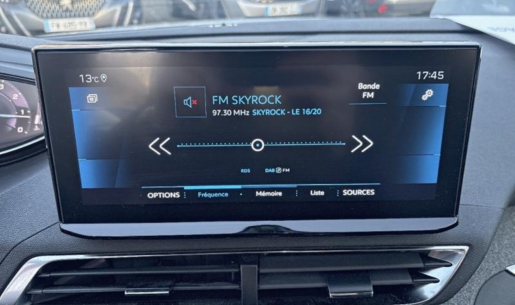 13°C
17:45
FM SKYROCK
Bande
FM
97.30 MHz SKYROCK - LE 16/20
RDS DAB FM
OPTIONS Fréquence Mémoire Liste SOURCES